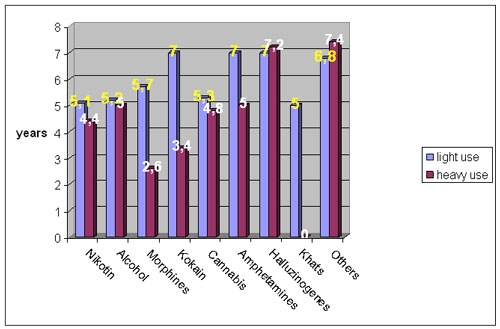 8
7
6
5
4
3
2
1
0
years
5,1
4,4
5,2
5
5,7
2,6
7
3,4
5,3
4,8
7
5
7
7,2
5
0
6,8
7,4
Nikotin
Alcohol
Morphines
Kokain
Cannabis
Amphetamines
Halluzinogenes
Khats
Others
light use
heavy use